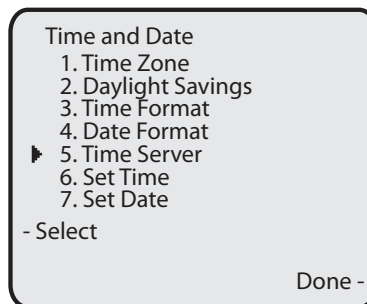 Time and Date
1. Time Zone
2. Daylight Savings
3. Time Format
4. Date Format
5. Time Server
6. Set Time
7. Set Date
- Select
Done -